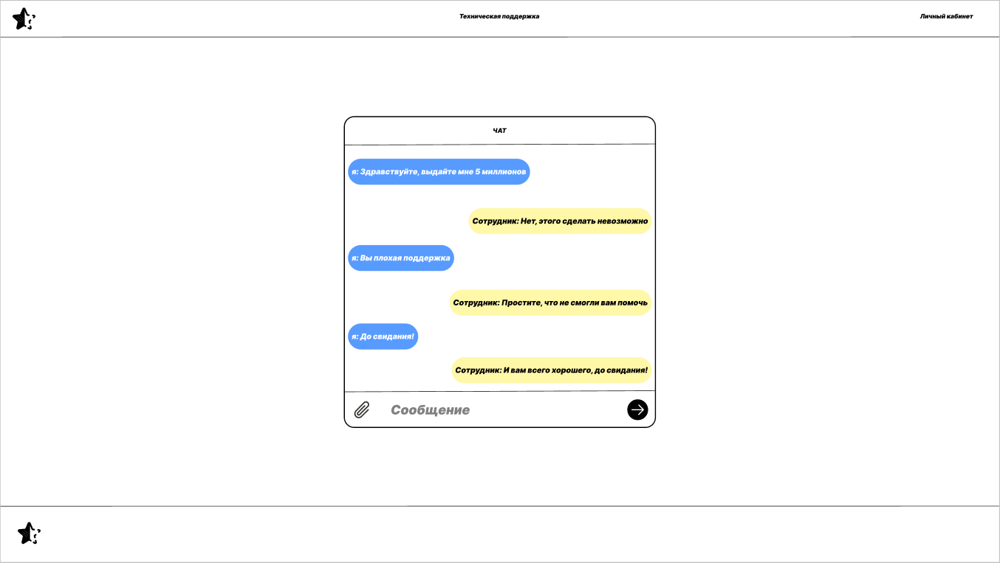 Техническая поддержка
Личный кабинет
ЧАТ
я: Здравствуйте, выдайте мне 5 миллионов
Сотрудник: Нет, этого сделать невозможно
я: Вы плохая поддержка
Сотрудник: Простите, что не смогли вам помочь
я: До свидания!
Сотрудник: И вам всего хорошего, до свидания!
Сообщение